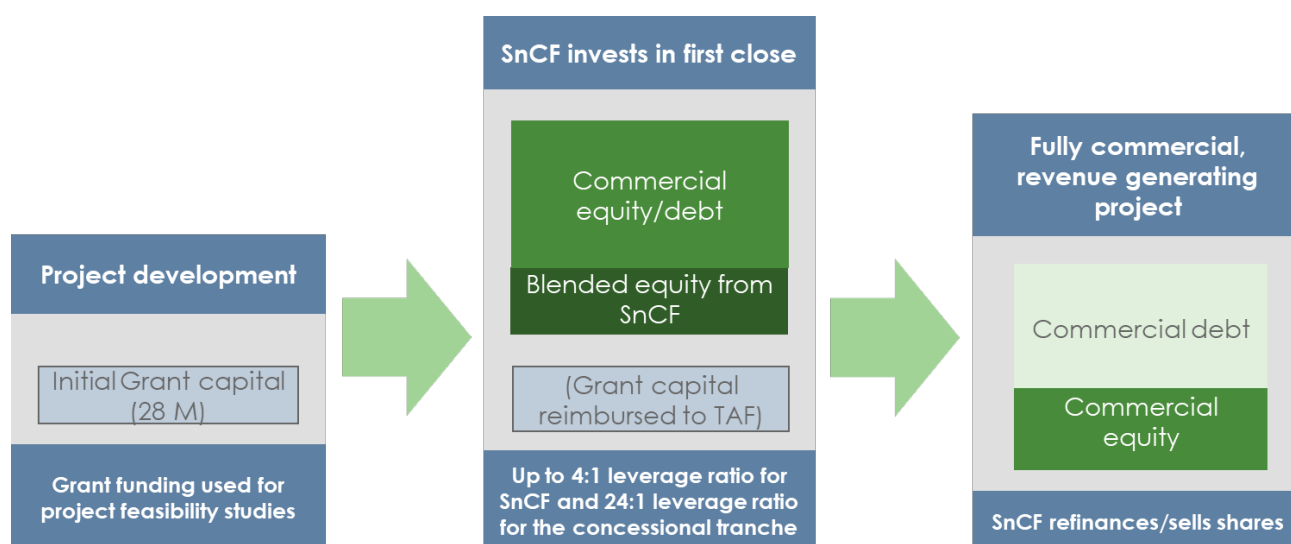 Project development
Initial Grant capital
(28 M)
Grant funding used for
project feasibility studies
SnCF invests in first close
Commercial
equity/debt
Blended equity from
SnCF
(Grant capital
reimbursed to TAF)
Up to 4:1 leverage ratio for
SnCF and 24:1 leverage ratio
for the concessional tranche
Fully commercial,
revenue generating
project
Commercial debt
Commercial
equity
SnCF refinances/sells shares